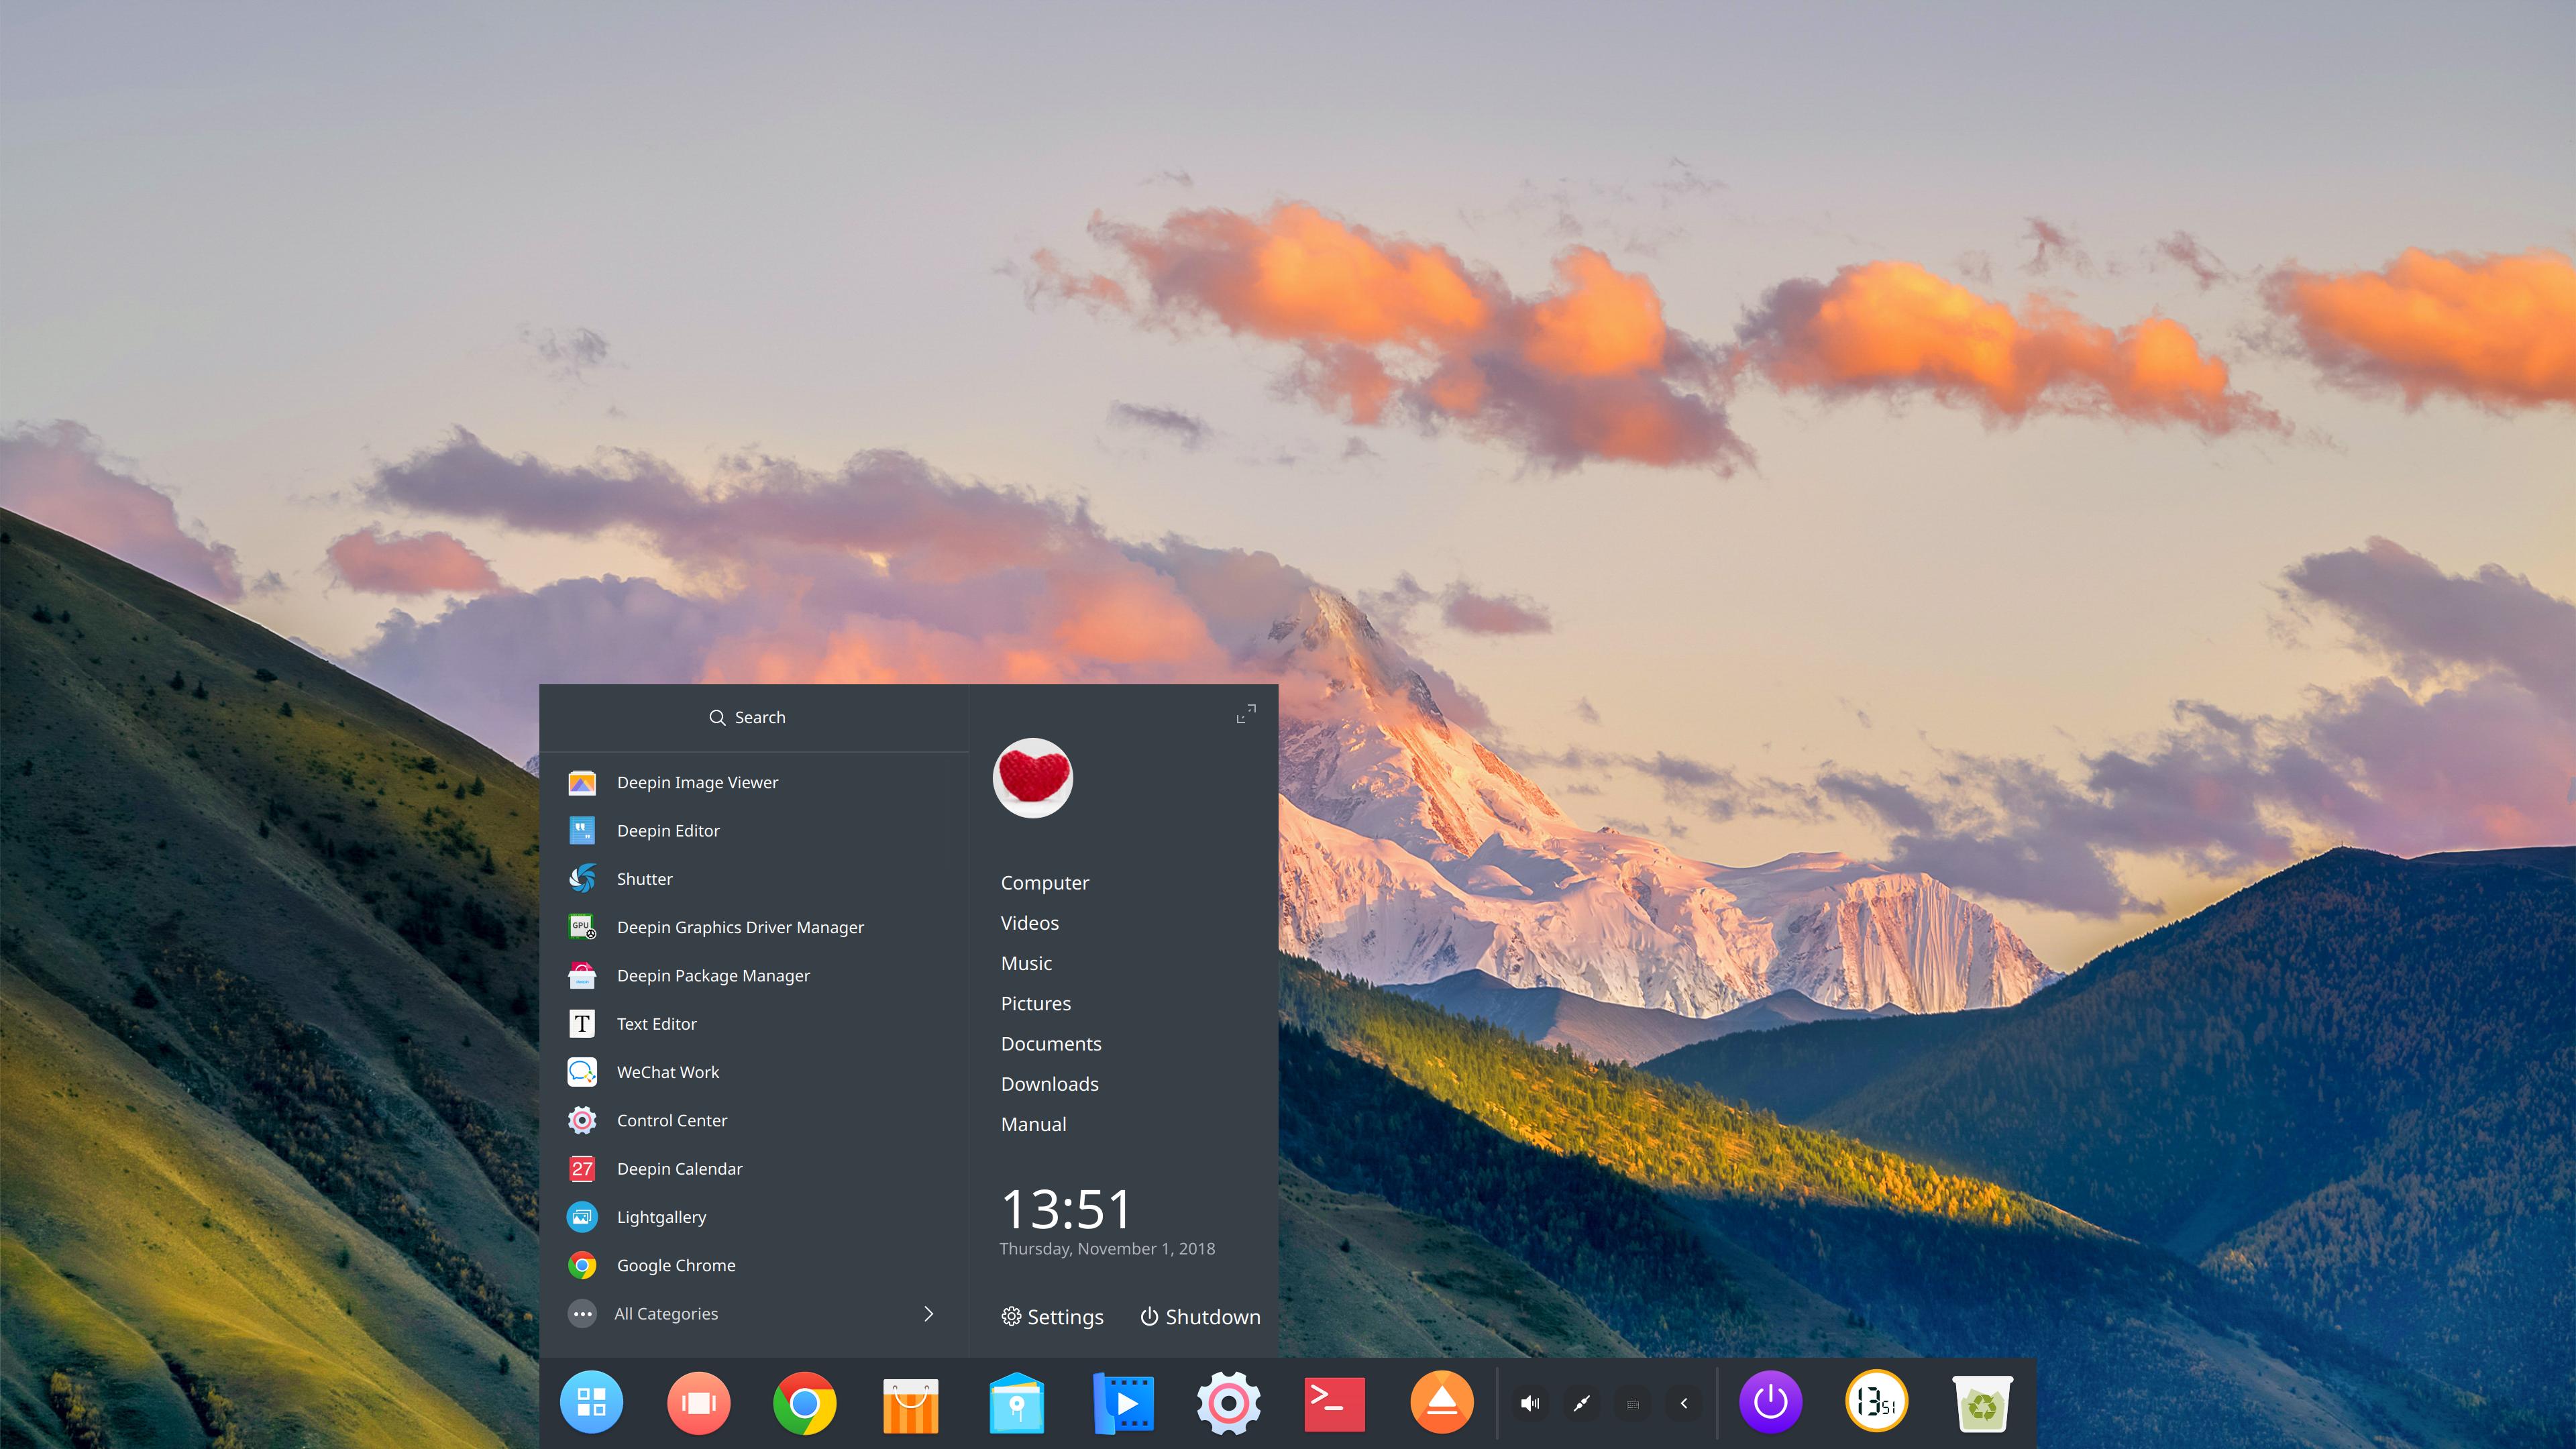 Search
Deepin Image Viewer
Deepin Editor
Shutter
GPU
Deepin Graphics Driver Manager
Deepin Package Manager
T
Text Editor
WeChat Work
Control Center
27
Deepin Calendar
Lightgallery
Google Chrome
All Categories
Computer
Videos
Music
Pictures
Documents
Downloads
Manual
13:51
Thursday, November 1, 2018
Settings
Shutdown
13 51